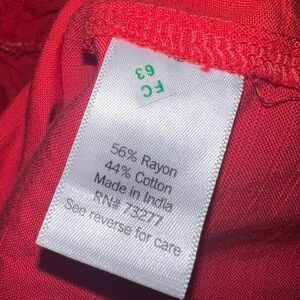 FC
63
56% Rayon
44% Cotton
Made in India
RN# 73277
See reverse for care